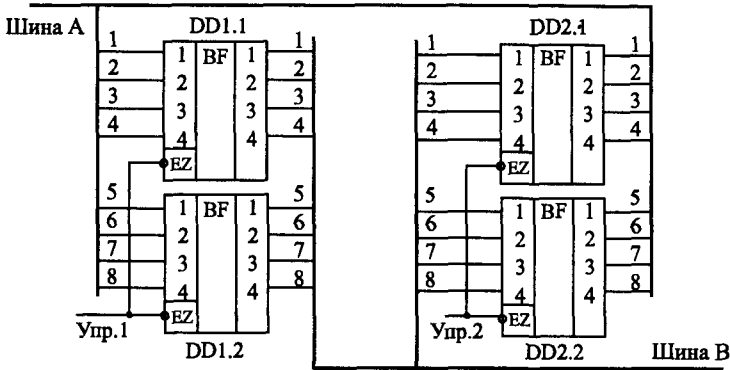 Шина А
DD1.1
DD2.1
1 1 BF 1 1
2 2 2 2
3 3 3 3
4 4 4 4
EZ
1 1 BF 1 1
2 2 2 2
3 3 3 3
4 4 4 4
EZ
5 1 BF 1 5
6 2 2 6
7 3 3 7
8 4 4 8
EZ
5 1 BF 1 5
6 2 2 6
7 3 3 7
8 4 4 8
EZ
Упр.1
DD1.2
Упр.2
DD2.2
Шина В